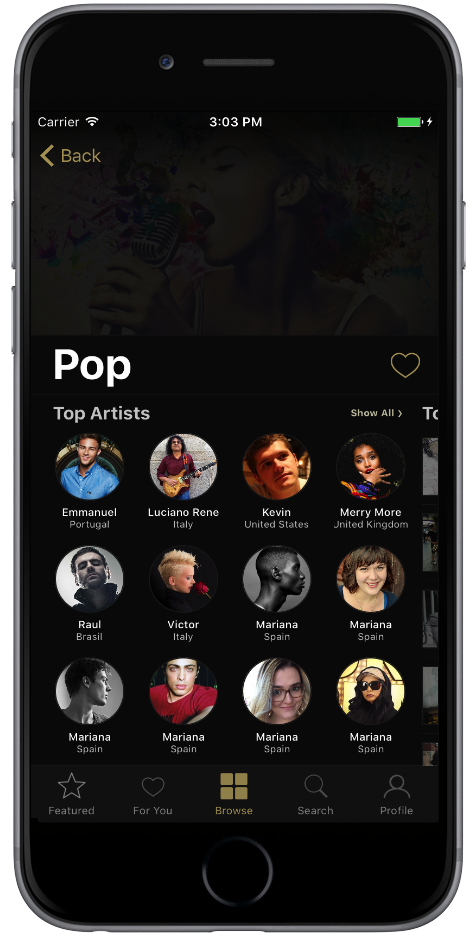 Carrier 3:03 PM
Back
Pop
Top Artists Show All › To
Emmanuel Luciano Rene Kevin Merry More
Portugal Italy United States United Kingdom
Raul Victor Mariana Mariana
Brasil Italy Spain Spain
Mariana Mariana Mariana Mariana
Spain Spain Spain Spain
Featured For You Browse Search Profile